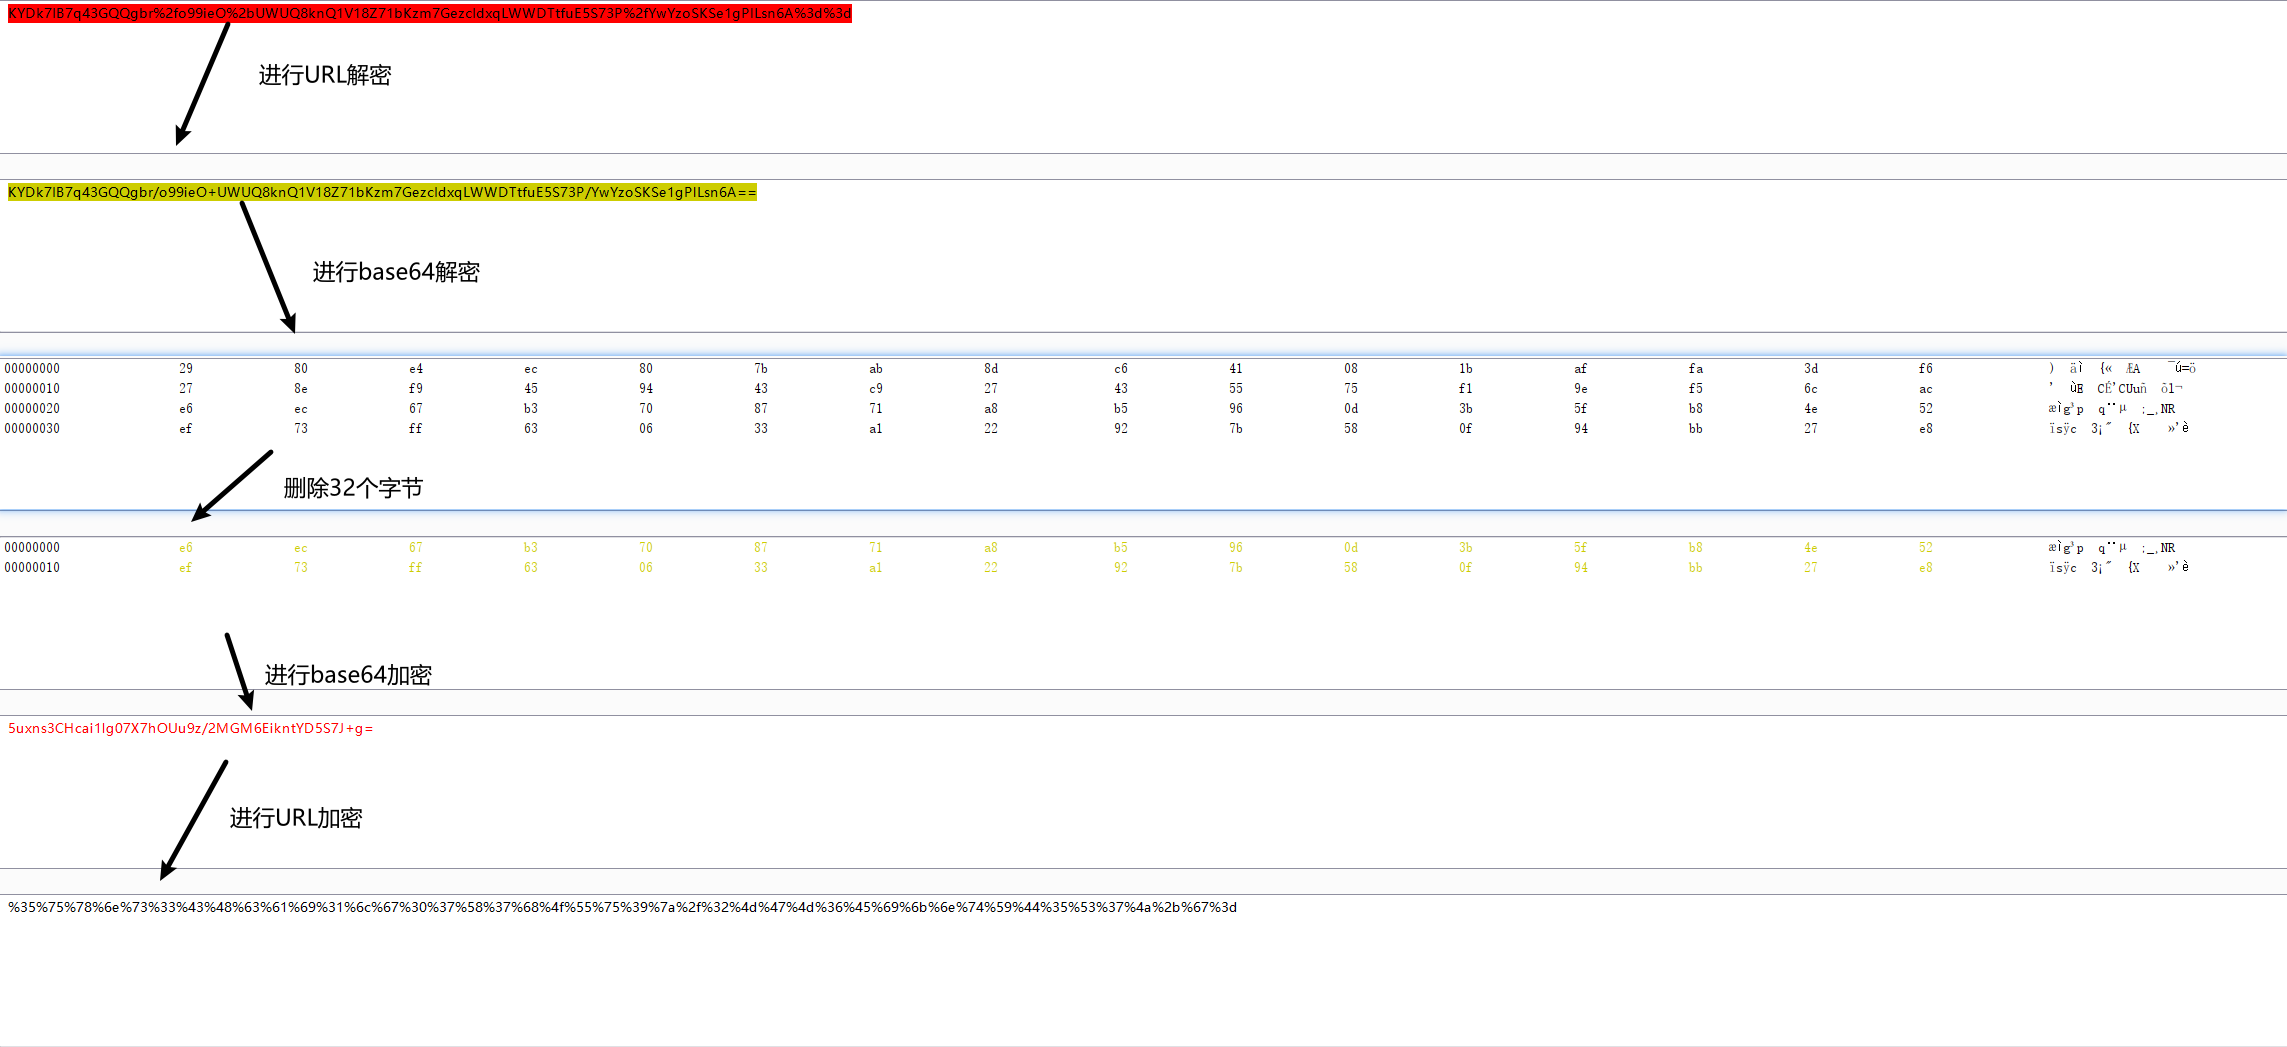 KYDk7IB7q43GQQgbr%2fo99ieO%2bUWUQ8knQ1V18Z71bKzm7GezcIdxqLWWDTtfuE5S73P%2fYwYzoSKSe1gPlLsn6A%3d%3d
进行URL解密
KYDk7IB7q43GQQgbr/o99ieO+UWUQ8knQ1V18Z71bKzm7GezcIdxqLWWDTtfuE5S73P/YwYzoSKSe1gPlLsn6A==
进行base64解密
00000000 29 80 e4 ec 80 7b ab 8d c6 41 08 1b af fa 3d f6 ) äì {« ÆA ¯ú=ö
00000010 27 8e f9 45 94 43 c9 27 43 55 75 f1 9e f5 6c ac ' ùE CÉ'CUuñ õl¬
00000020 e6 ec 67 b3 70 87 71 a8 b5 96 0d 3b 5f b8 4e 52 æìg³p q¨µ ;_¸NR
00000030 ef 73 ff 63 06 33 a1 22 92 7b 58 0f 94 bb 27 e8 ïsÿc 3¡" {X »'è
删除32个字节
00000000 e6 ec 67 b3 70 87 71 a8 b5 96 0d 3b 5f b8 4e 52 æìg³p q¨µ ;_¸NR
00000010 ef 73 ff 63 06 33 a1 22 92 7b 58 0f 94 bb 27 e8 ïsÿc 3¡" {X »'è
进行base64加密
5uxns3CHcai1lg07X7hOUu9z/2MGM6EikntYD5S7J+g=
进行URL加密
%35%75%78%6e%73%33%43%48%63%61%69%31%6c%67%30%37%58%37%68%4f%55%75%39%7a%2f%32%4d%47%4d%36%45%69%6b%6e%74%59%44%35%53%37%4a%2b%67%3d